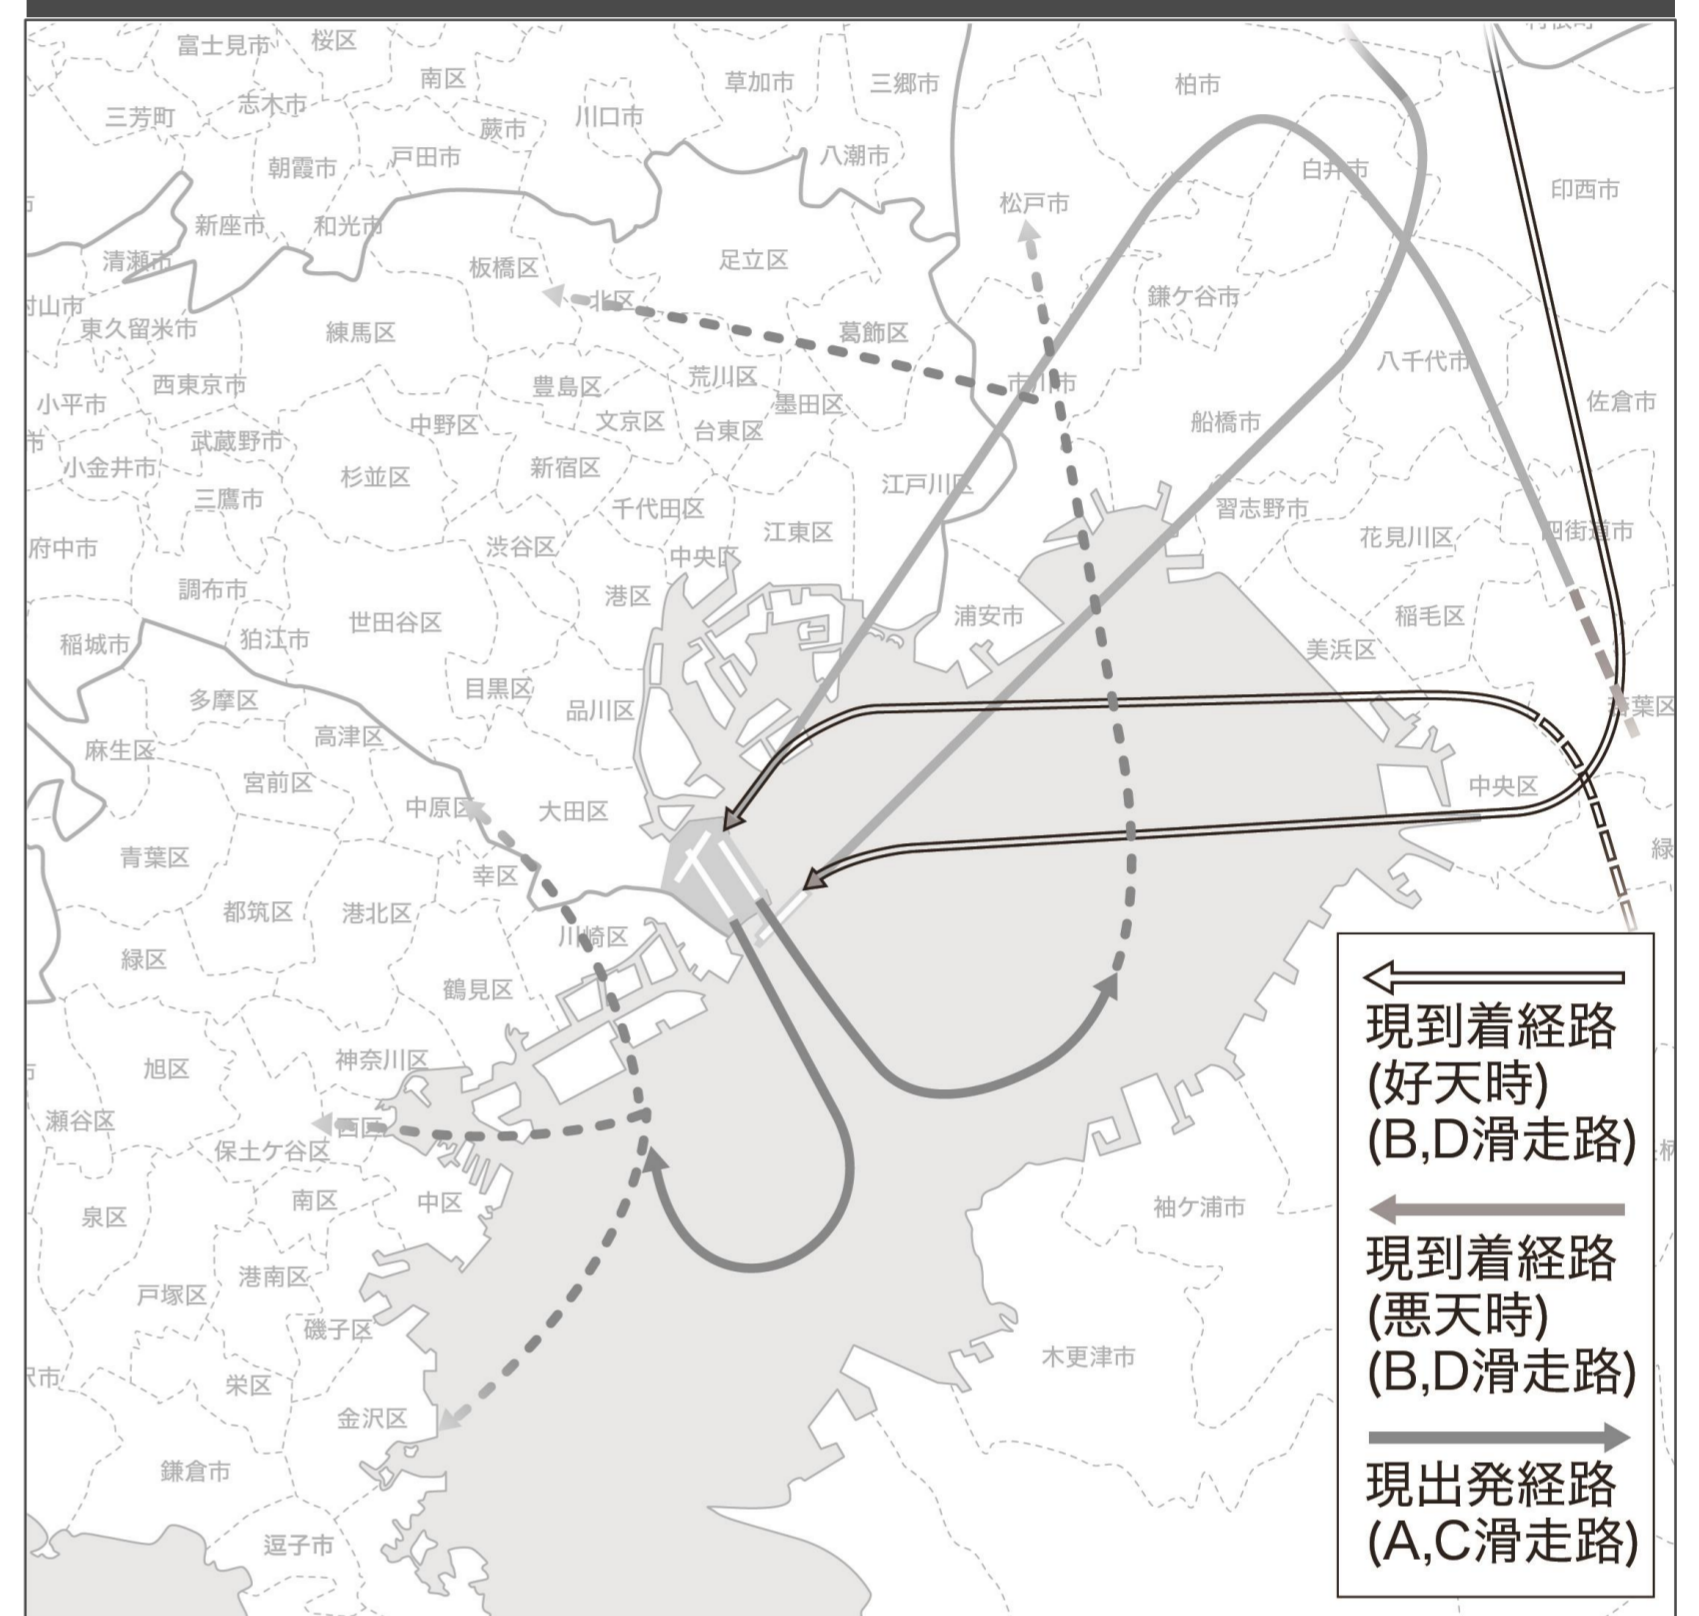 富士見市
桜区
南区
草加市
三郷市
柏市
三芳町
志木市
蕨市
川口市
朝霞市
戸田市
八潮市
白井市
印西市
新座市
和光市
松戸市
清瀬市
板橋区
足立区
北区
鎌ケ谷市
東久留米市
練馬区
葛飾区
八千代市
西東京市
豊島区
荒川区
市川市
小平市
中野区
文京区
墨田区
台東区
船橋市
佐倉市
武蔵野市
小金井市
杉並区
新宿区
江戸川区
三鷹市
千代田区
習志野市
府中市
渋谷区
中央区
江東区
花見川区
四街道市
調布市
港区
世田谷区
浦安市
稲毛区
稲城市
狛江市
美浜区
多摩区
目黒区
品川区
若葉区
麻生区
高津区
宮前区
中原区
大田区
中央区
青葉区
幸区
緑
都筑区
港北区
川崎区
緑区
鶴見区
旭区
神奈川区
瀬谷区
西区
保土ケ谷区
泉区
南区
中区
袖ケ浦市
戸塚区
港南区
磯子区
木更津市
栄区
金沢区
鎌倉市
逗子市
現到着経路
(好天時)
(B,D滑走路)
現到着経路
(悪天時)
(B,D滑走路)
現出発経路
(A,C滑走路)